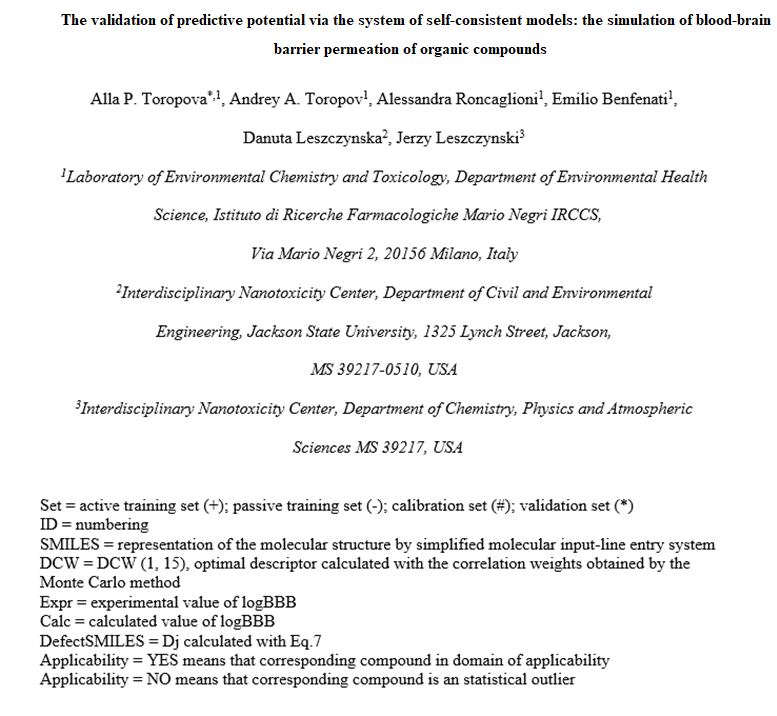 The validation of predictive potential via the system of self-consistent models: the simulation of blood-brain
barrier permeation of organic compounds
Alla P. Toropova*,1, Andrey A. Toropov1, Alessandra Roncaglioni1, Emilio Benfenati1,
Danuta Leszczynska2, Jerzy Leszczynski3
1Laboratory of Environmental Chemistry and Toxicology, Department of Environmental Health
Science, Istituto di Ricerche Farmacologiche Mario Negri IRCCS,
Via Mario Negri 2, 20156 Milano, Italy
2Interdisciplinary Nanotoxicity Center, Department of Civil and Environmental
Engineering, Jackson State University, 1325 Lynch Street, Jackson,
MS 39217-0510, USA
3Interdisciplinary Nanotoxicity Center, Department of Chemistry, Physics and Atmospheric
Sciences MS 39217, USA
Set = active training set (+); passive training set (-); calibration set (#); validation set (*)
ID = numbering
SMILES = representation of the molecular structure by simplified molecular input-line entry system
DCW = DCW (1, 15), optimal descriptor calculated with the correlation weights obtained by the
Monte Carlo method
Expr = experimental value of logBBB
Calc = calculated value of logBBB
DefectSMILES = Dj calculated with Eq.7
Applicability = YES means that corresponding compound in domain of applicability
Applicability = NO means that corresponding compound is an statistical outlier